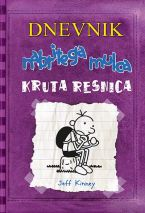 DNEVNIK
nabritega mulca
KRUTA RESNICA
Jeff Kinney